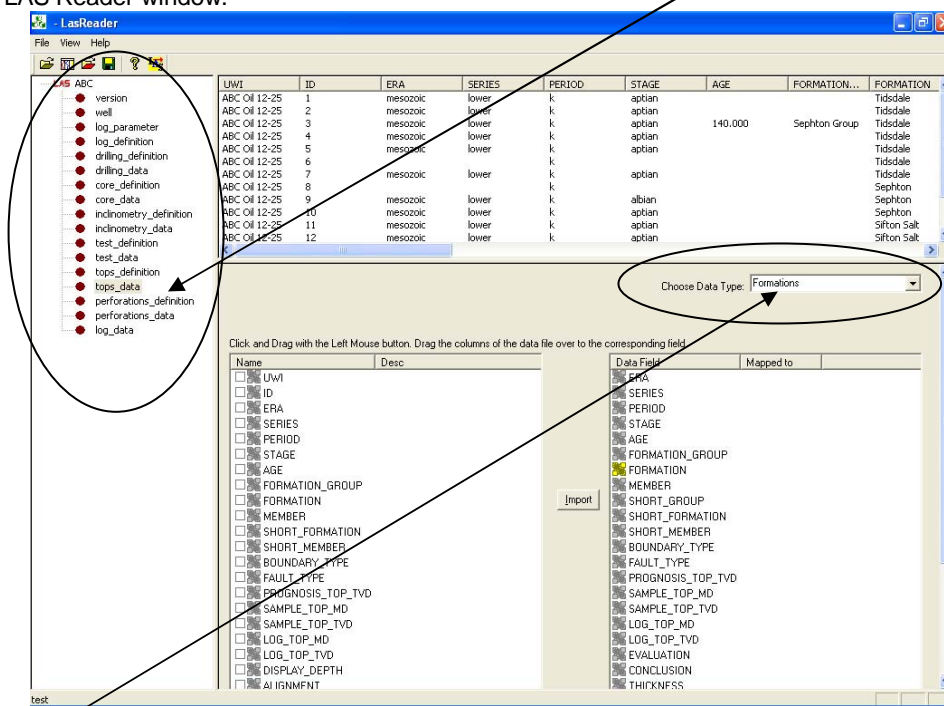 LAS Reader window.
- LasReader
File View Help
LAS ABC
version
well
log_parameter
log_definition
drilling_definition
drilling_data
core_definition
core_data
inclinometry_definition
inclinometry_data
test_definition
test_data
tops_definition
tops_data
perforations_definition
perforations_data
log_data
UWI ID ERA SERIES PERIOD STAGE AGE FORMATION... FORMATION
ABC Oil 12-25 1 mesozoic lower k aptian Tidsdale
ABC Oil 12-25 2 mesozoic lower k aptian Tidsdale
ABC Oil 12-25 3 mesozoic lower k aptian 140.000 Sephton Group Tidsdale
ABC Oil 12-25 4 mesozoic lower k aptian Tidsdale
ABC Oil 12-25 5 mesozoic lower k aptian Tidsdale
ABC Oil 12-25 6 k Tidsdale
ABC Oil 12-25 7 mesozoic lower k aptian Tidsdale
ABC Oil 12-25 8 k Sephton
ABC Oil 12-25 9 mesozoic lower k albian Sephton
ABC Oil 12-25 10 mesozoic lower k aptian Sephton
ABC Oil 12-25 11 mesozoic lower k aptian Sifton Salt
ABC Oil 12-25 12 mesozoic lower k aptian Sifton Salt
Choose Data Type: Formations
Click and Drag with the Left Mouse button. Drag the columns of the data file over to the corresponding field
Name Desc
UWI
ID
ERA
SERIES
PERIOD
STAGE
AGE
FORMATION_GROUP
FORMATION
MEMBER
SHORT_FORMATION
SHORT_MEMBER
BOUNDARY_TYPE
FAULT_TYPE
PROGNOSIS_TOP_TVD
SAMPLE_TOP_MD
SAMPLE_TOP_TVD
LOG_TOP_MD
LOG_TOP_TVD
DISPLAY_DEPTH
ALIGNMENT
Import
Data Field Mapped to
ERA
SERIES
PERIOD
STAGE
AGE
FORMATION_GROUP
FORMATION
MEMBER
SHORT_GROUP
SHORT_FORMATION
SHORT_MEMBER
BOUNDARY_TYPE
FAULT_TYPE
PROGNOSIS_TOP_TVD
SAMPLE_TOP_MD
SAMPLE_TOP_TVD
LOG_TOP_MD
LOG_TOP_TVD
EVALUATION
CONCLUSION
THICKNESS
test